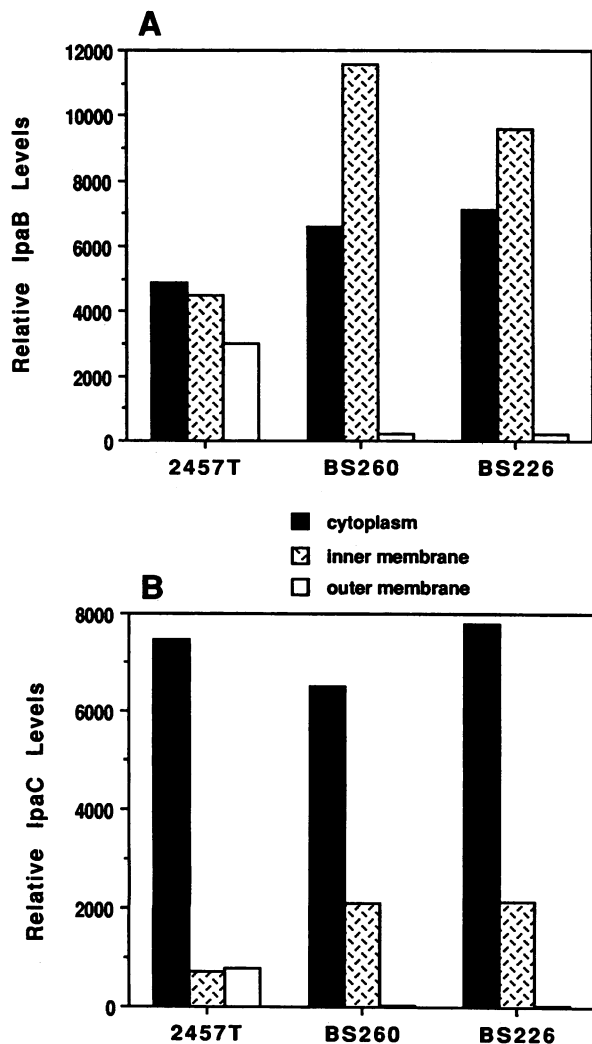 A
Relative IpaB Levels
12000
10000
8000
6000
4000
2000
0
2457T BS260 BS226
cytoplasm
inner membrane
outer membrane
B
Relative IpaC Levels
8000
6000
4000
2000
0
2457T BS260 BS226